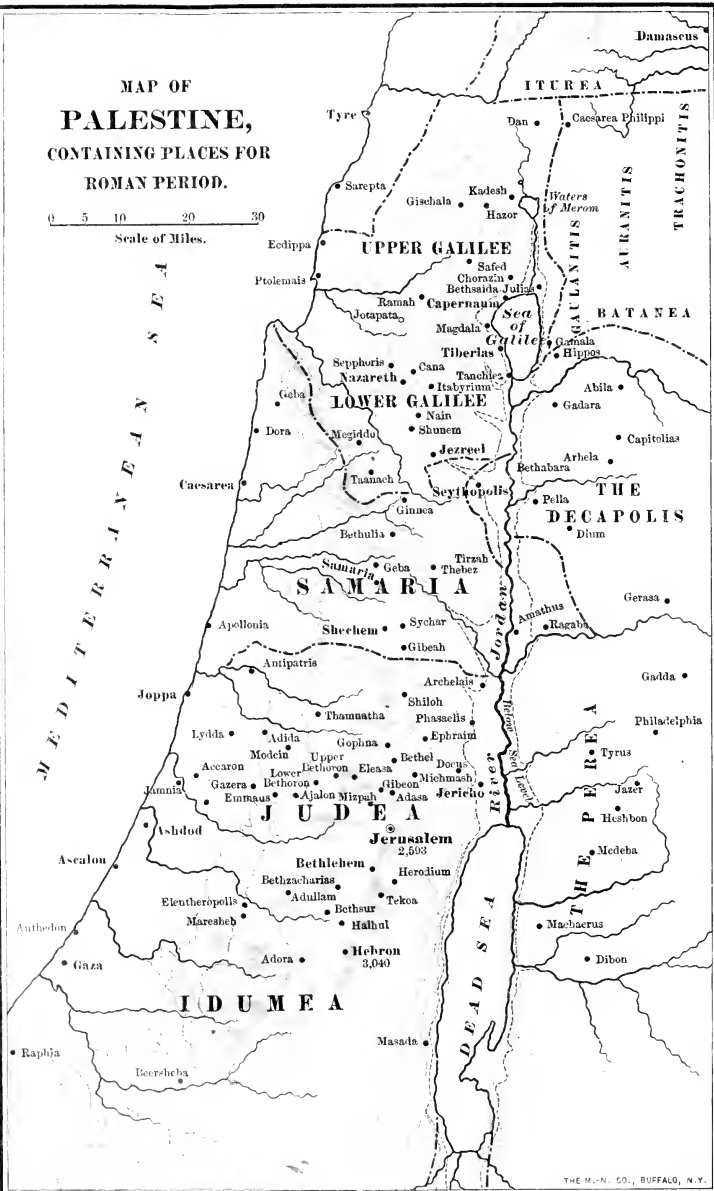 MAP OF
PALESTINE,
CONTAINING PLACES FOR
ROMAN PERIOD.
0 5 10 20 30
Scale of Miles.
Damascus
ITUREA
Tyre
Dan
Caesarea Philippi
TRACHONITIS
AURANITIS
GAULANITIS
Sarepta
Kadesh
Gischala
Hazor
Waters
of Merom
Ecdippa
UPPER GALILEE
Safed
Ptolemais
Chorazin
Bethsaida Julias
Ramah
Capernaum
Jotapata
Sea
of
Galilee
BATANEA
Magdala
Tiberias
Gamala
Hippos
Sepphoris
Cana
Nazareth
Tanchies
Itabyrium
Abila
LOWER GALILEE
Geba
Gadara
Nain
Dora
Megiddo
Shunem
Capitolias
Jezreel
Arbela
Bethabara
Taanach
Caesarea
Scythopolis
THE
DECAPOLIS
Pella
Ginnea
Dium
Bethulia
Tirzah
Samaria
Geba
Thebez
SAMARIA
Gerasa
Amathus
Apollonia
Sychar
Shechem
Ragaba
Gibeah
Antipatris
Archelais
Gadda
Joppa
Shiloh
Thamnatha
Phasaelis
Philadelphia
Lydda
Adida
Modein
Gophna
Ephraim
Tyrus
Accaron
Upper
Bethoron
Bethel
Docus
Lower
Bethoron
Eleasa
Michmash
Jamnia
Gazera
Gibeon
Jericho
Jazer
Emmaus
Ajalon
Mizpah
Adasa
Heshbon
JUDEA
River
Jordan
Below Sea Level
Ashdod
Jerusalem
2,593
THE PEREA
Medeba
Ascalon
Bethlehem
Bethzacharias
Herodium
Adullam
Tekoa
Eleutheropolis
Maresheb
Bethsur
Halhul
Machaerus
Anthedon
Gaza
Adora
Hebron
3,040
Dibon
IDUMEA
DEAD SEA
Masada
Raphia
Beersheba
MEDITERRANEAN SEA
THE M.-N. CO., BUFFALO, N.Y.